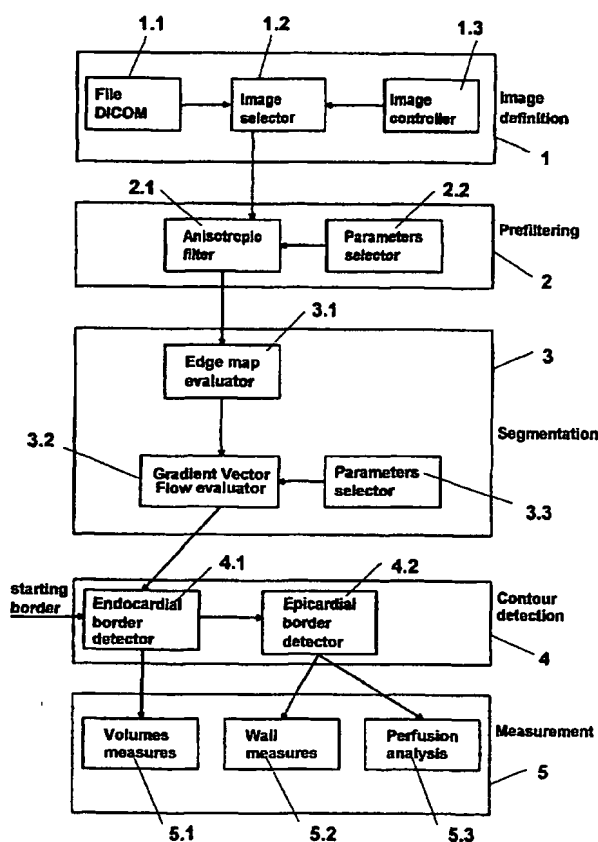 1.1
1.2
1.3
File
DICOM
Image
selector
Image
controller
Image
definition
1
2.1
2.2
Anisotropic
filter
Parameters
selector
Prefiltering
2
3.1
Edge map
evaluator
3
Segmentation
3.2
Gradient Vector
Flow evaluator
Parameters
selector
3.3
4.1
4.2
starting
border
Endocardial
border
detector
Epicardial
border
detector
Contour
detection
4
Volumes
measures
Wall
measures
Perfusion
analysis
Measurement
5
5.1
5.2
5.3